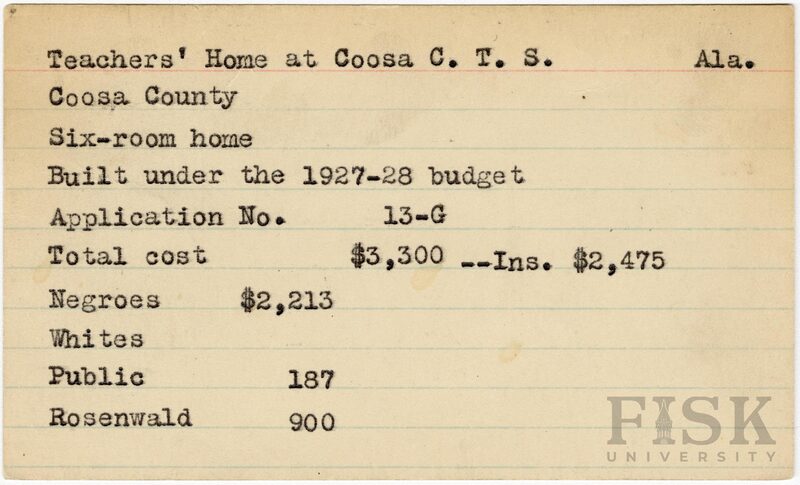 Teachers' Home at Coosa C. T. S. Ala.
Coosa County
Six-room home
Built under the 1927-28 budget
Application No. 13-G
Total cost $3,300 --Ins. $2,475
Negroes $2,213
Whites
Public 187
Rosenwald 900
FISK
UNIVERSITY